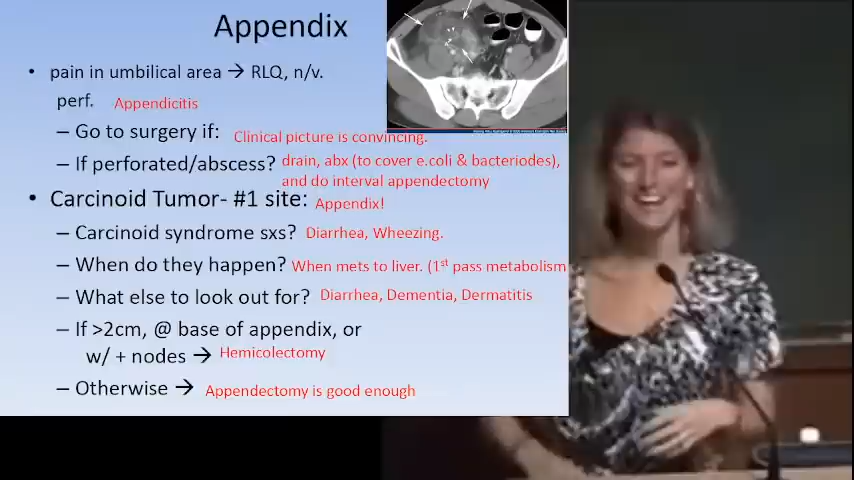 Appendix
• pain in umbilical area → RLQ, n/v.
perf. Appendicitis
– Go to surgery if: Clinical picture is convincing.
– If perforated/abscess? drain, abx (to cover e.coli & bacteriodes),
and do interval appendectomy
• Carcinoid Tumor- #1 site: Appendix!
– Carcinoid syndrome sxs? Diarrhea, Wheezing.
– When do they happen? When mets to liver. (1st pass metabolism
– What else to look out for? Diarrhea, Dementia, Dermatitis
– If >2cm, @ base of appendix, or
w/ + nodes → Hemicolectomy
– Otherwise → Appendectomy is good enough